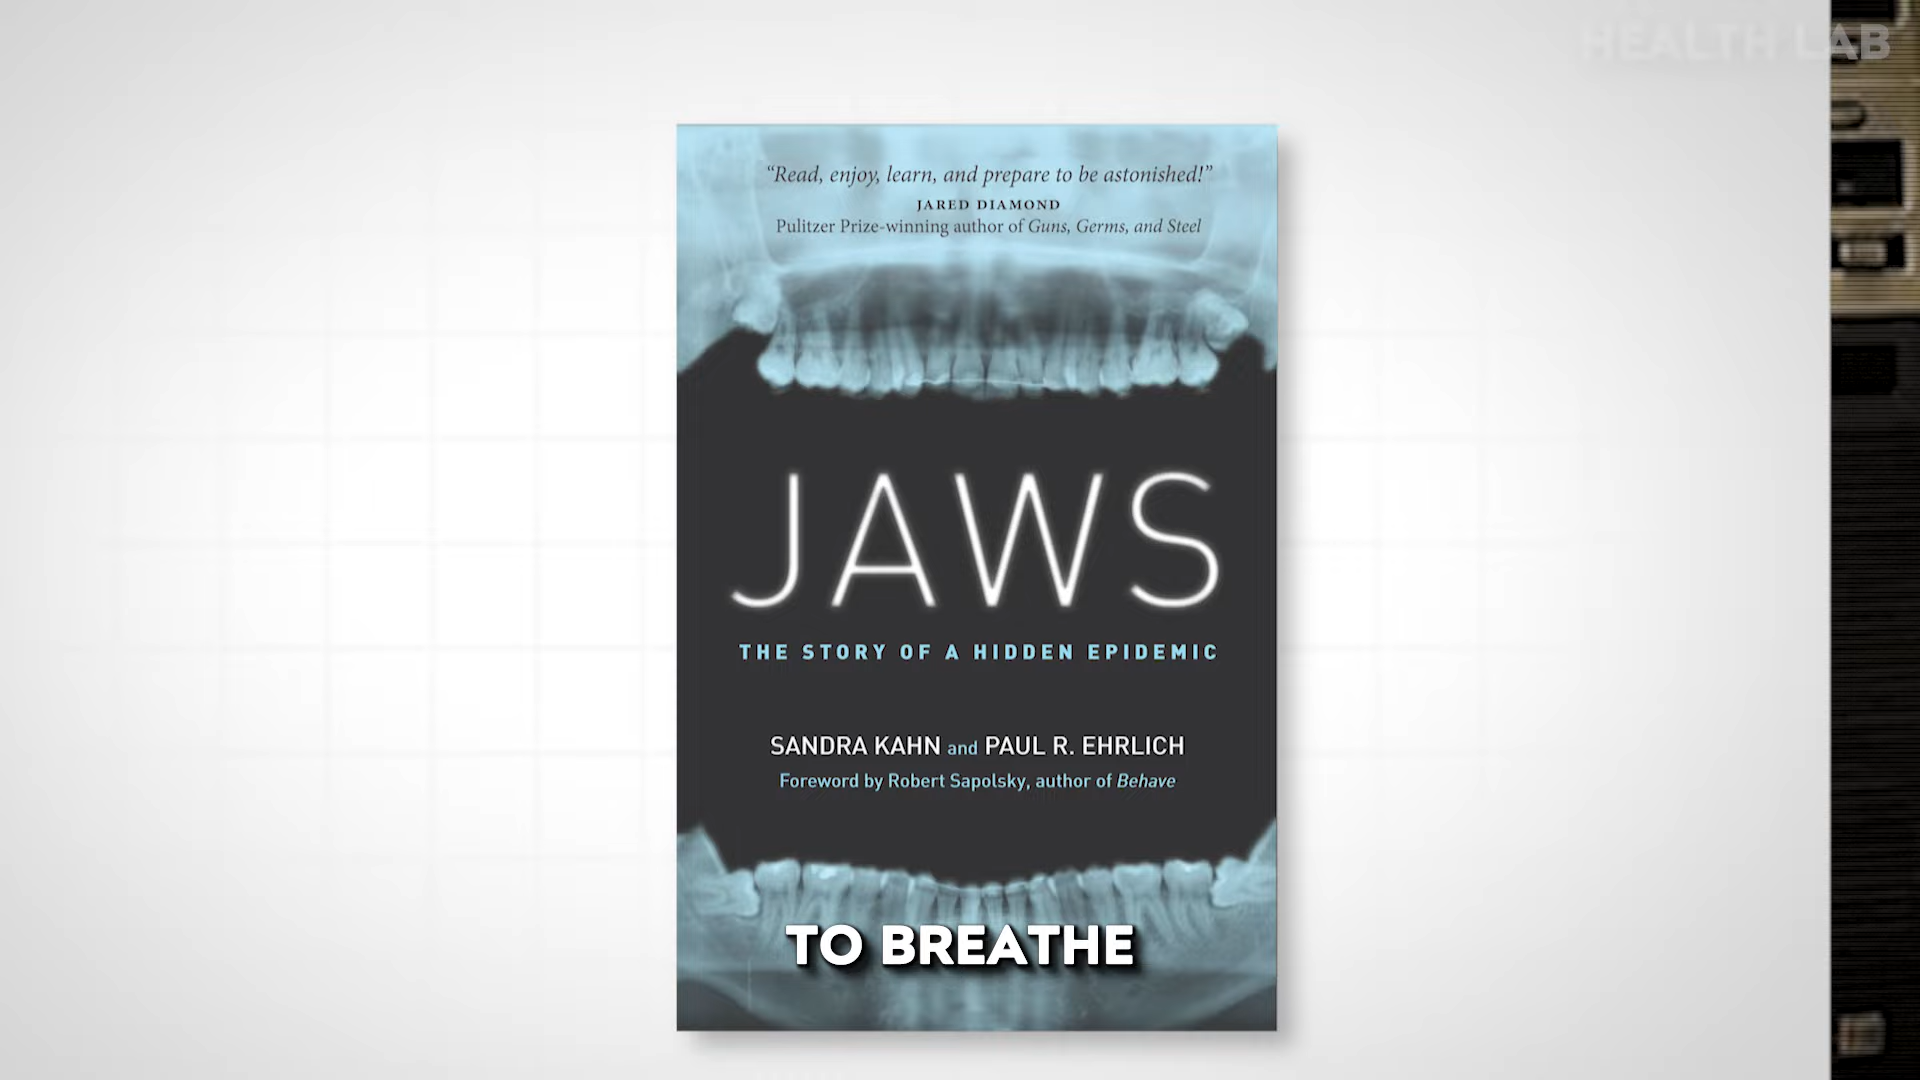 HEALTH LAB
“Read, enjoy, learn, and prepare to be astonished!”
JARED DIAMOND
Pulitzer Prize-winning author of Guns, Germs, and Steel
JAWS
THE STORY OF A HIDDEN EPIDEMIC
SANDRA KAHN and PAUL R. EHRLICH
Foreword by Robert Sapolsky, author of Behave
TO BREATHE